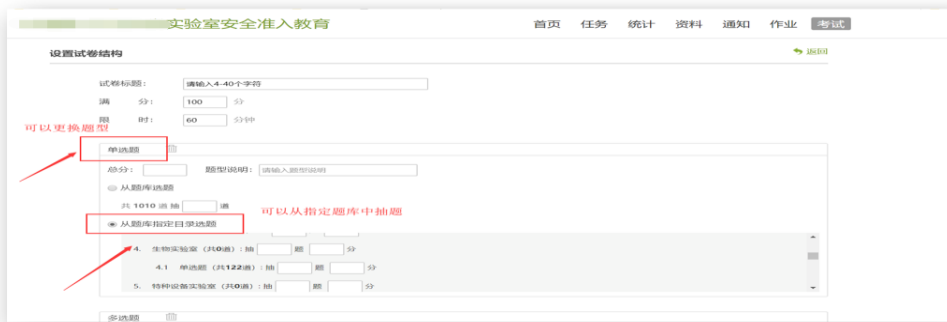 实验室安全准入教育 首页 任务 统计 资料 通知 作业 考试
设置试卷结构 返回
试卷标题: 请输入4-40个字符
满 分: 100 分
限 时: 60 分钟
可以更换题型
单选题
总分: 题型说明: 请输入题型说明
从题库选题
共 1010 道 抽 道
可以从指定题库中抽题
从题库指定目录选题
4. 生物实验室 (共0道) : 抽 题 分
4.1 单选题 (共122道) : 抽 题 分
5. 特种设备实验室 (共0道) : 抽 题 分
多选题